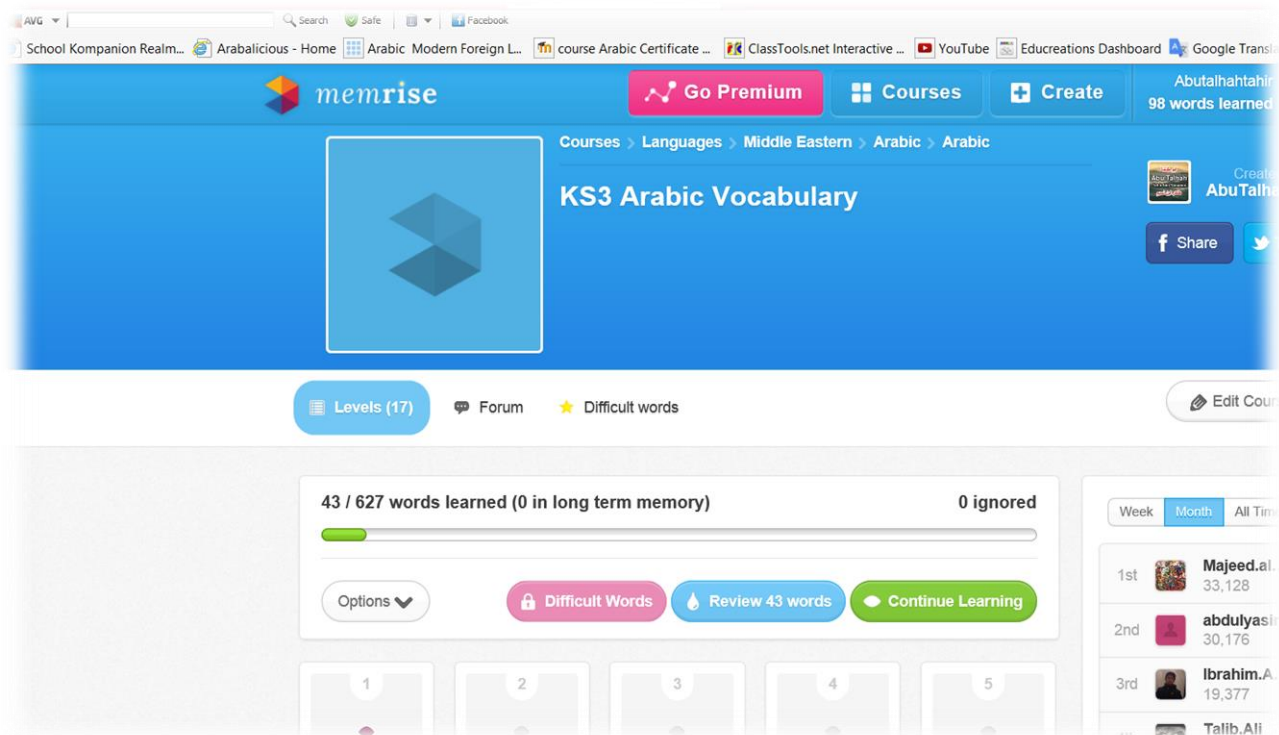 AVG Search Safe Facebook
School Kompanion Realm... Arabalicious - Home Arabic Modern Foreign L... course Arabic Certificate ... ClassTools.net Interactive ... YouTube Educreations Dashboard Google Transla
memrise Go Premium Courses Create Abutalhahtahir
98 words learned
Courses > Languages > Middle Eastern > Arabic > Arabic
KS3 Arabic Vocabulary
Create
AbuTalha
Share
Levels (17) Forum Difficult words Edit Cour
43 / 627 words learned (0 in long term memory) 0 ignored
Week Month All Time
Options Difficult Words Review 43 words Continue Learning
1st Majeed.al.
33,128
2nd abdulyasir
30,176
1 2 3 4 5
3rd Ibrahim.A.
19,377
Talib.Ali